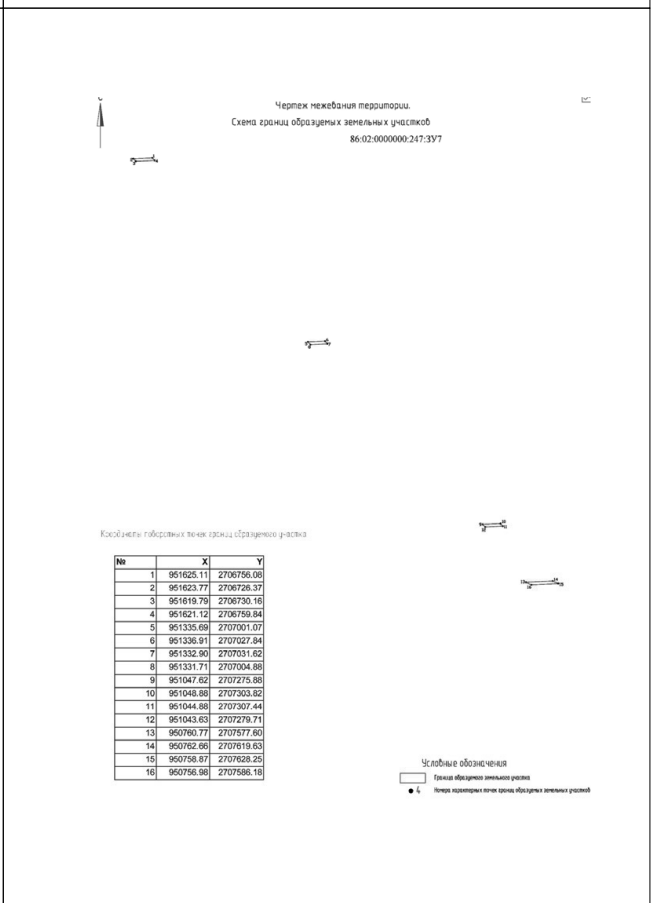 Чертеж межевания территории.
Схема границ образуемых земельных участков
86:02:0000000:247:ЗУ7
Координаты поворотных точек границ образуемого участка
№ X Y
1 951625.11 2706756.08
2 951623.77 2706726.37
3 951619.79 2706730.16
4 951621.12 2706759.84
5 951335.69 2707001.07
6 951336.91 2707027.84
7 951332.90 2707031.62
8 951331.71 2707004.88
9 951047.62 2707275.88
10 951048.88 2707303.82
11 951044.88 2707307.44
12 951043.63 2707279.71
13 950760.77 2707577.60
14 950762.66 2707619.63
15 950758.87 2707628.25
16 950756.98 2707586.18
Условные обозначения
Граница образуемого земельного участка
4 Номера характерных точек границ образуемых земельных участков